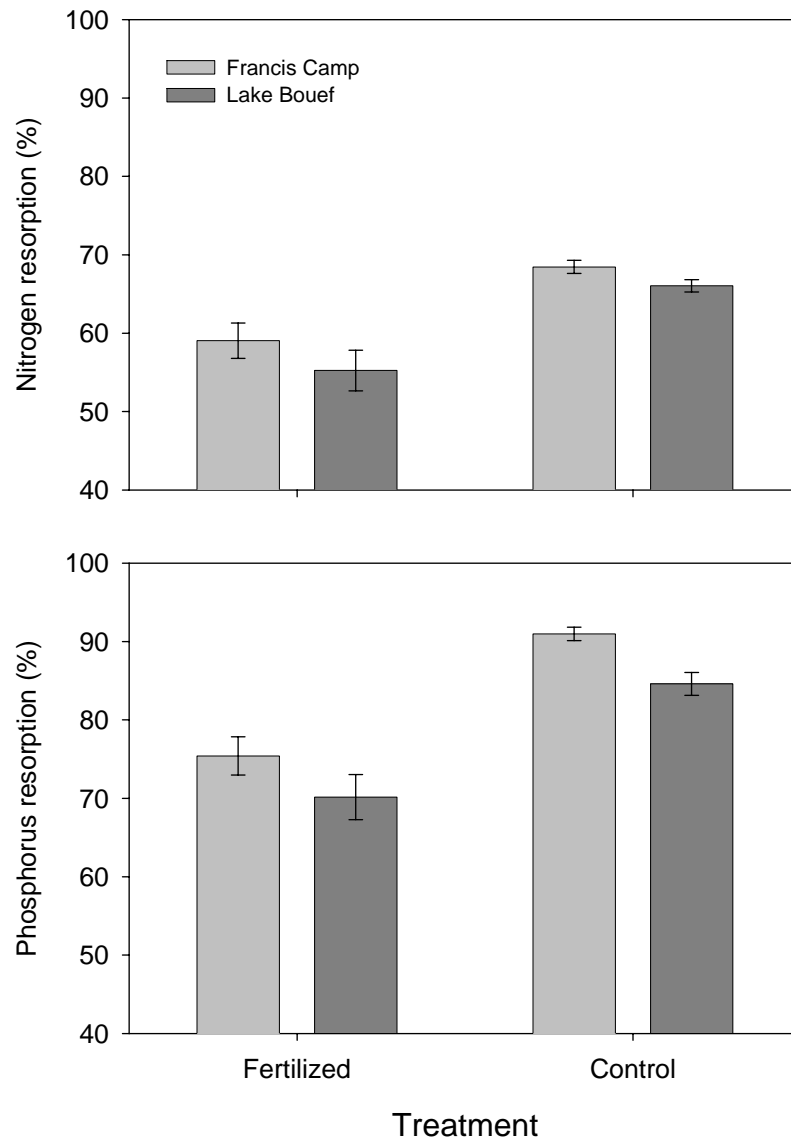 100
90
80
70
60
50
40
Nitrogen resorption (%)
Francis Camp
Lake Bouef
100
90
80
70
60
50
40
Phosphorus resorption (%)
Fertilized
Control
Treatment